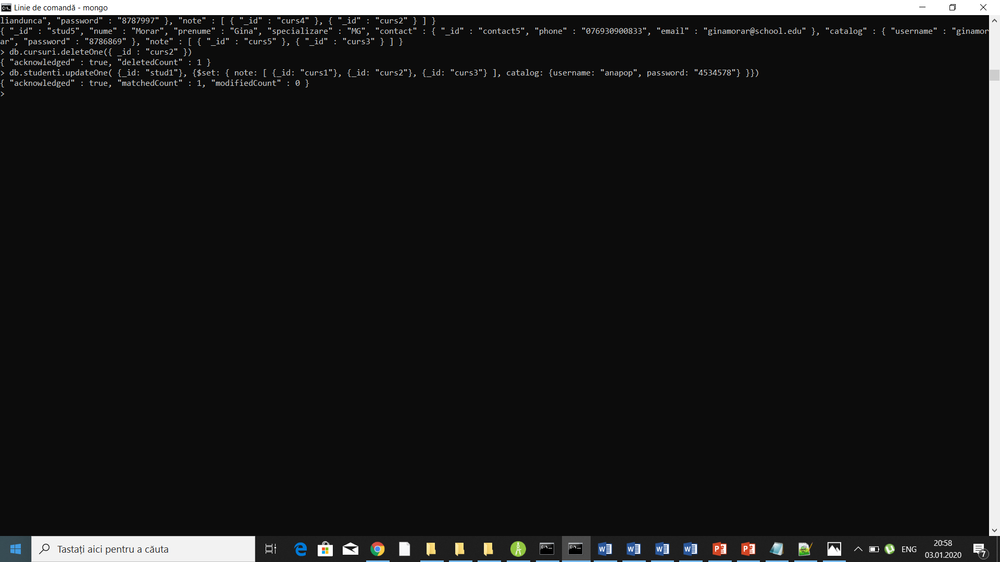 Linie de comandă - mongo
liandunca", "password" : "8787997" }, "note" : [ { "_id" : "curs4" }, { "_id" : "curs2" } ] }
{ "_id" : "stud5", "nume" : "Morar", "prenume" : "Gina", "specializare" : "MG", "contact" : { "_id" : "contact5", "phone" : "076930900833", "email" : "ginamorar@school.edu" }, "catalog" : { "username" : "ginamor
ar", "password" : "8786869" }, "note" : [ { "_id" : "curs5" }, { "_id" : "curs3" } ] }
> db.cursuri.deleteOne({ _id : "curs2" })
{ "acknowledged" : true, "deletedCount" : 1 }
> db.studenti.updateOne( {_id: "stud1"}, {$set: { note: [ {_id: "curs1"}, {_id: "curs2"}, {_id: "curs3"} ], catalog: {username: "anapop", password: "4534578"} }})
{ "acknowledged" : true, "matchedCount" : 1, "modifiedCount" : 0 }
>
Tastați aici pentru a căuta
ENG
20:58
03.01.2020
7